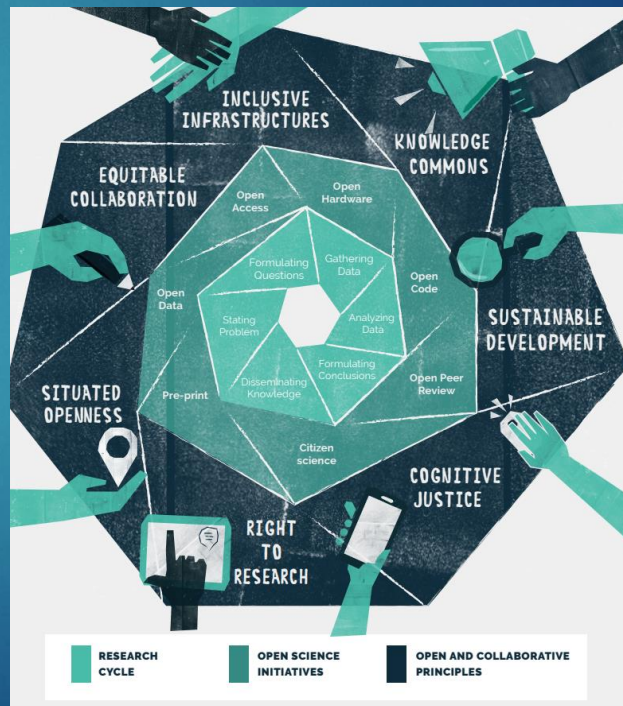 INCLUSIVE
INFRASTRUCTURES
KNOWLEDGE
COMMONS
EQUITABLE
COLLABORATION
SUSTAINABLE
DEVELOPMENT
SITUATED
OPENNESS
COGNITIVE
JUSTICE
RIGHT
TO
RESEARCH
Open
Access
Open
Hardware
Open
Data
Open
Code
Pre-print
Open Peer
Review
Citizen
science
Formulating
Questions
Gathering
Data
Stating
Problem
Analyzing
Data
Disseminating
Knowledge
Formulating
Conclusions
RESEARCH
CYCLE
OPEN SCIENCE
INITIATIVES
OPEN AND COLLABORATIVE
PRINCIPLES